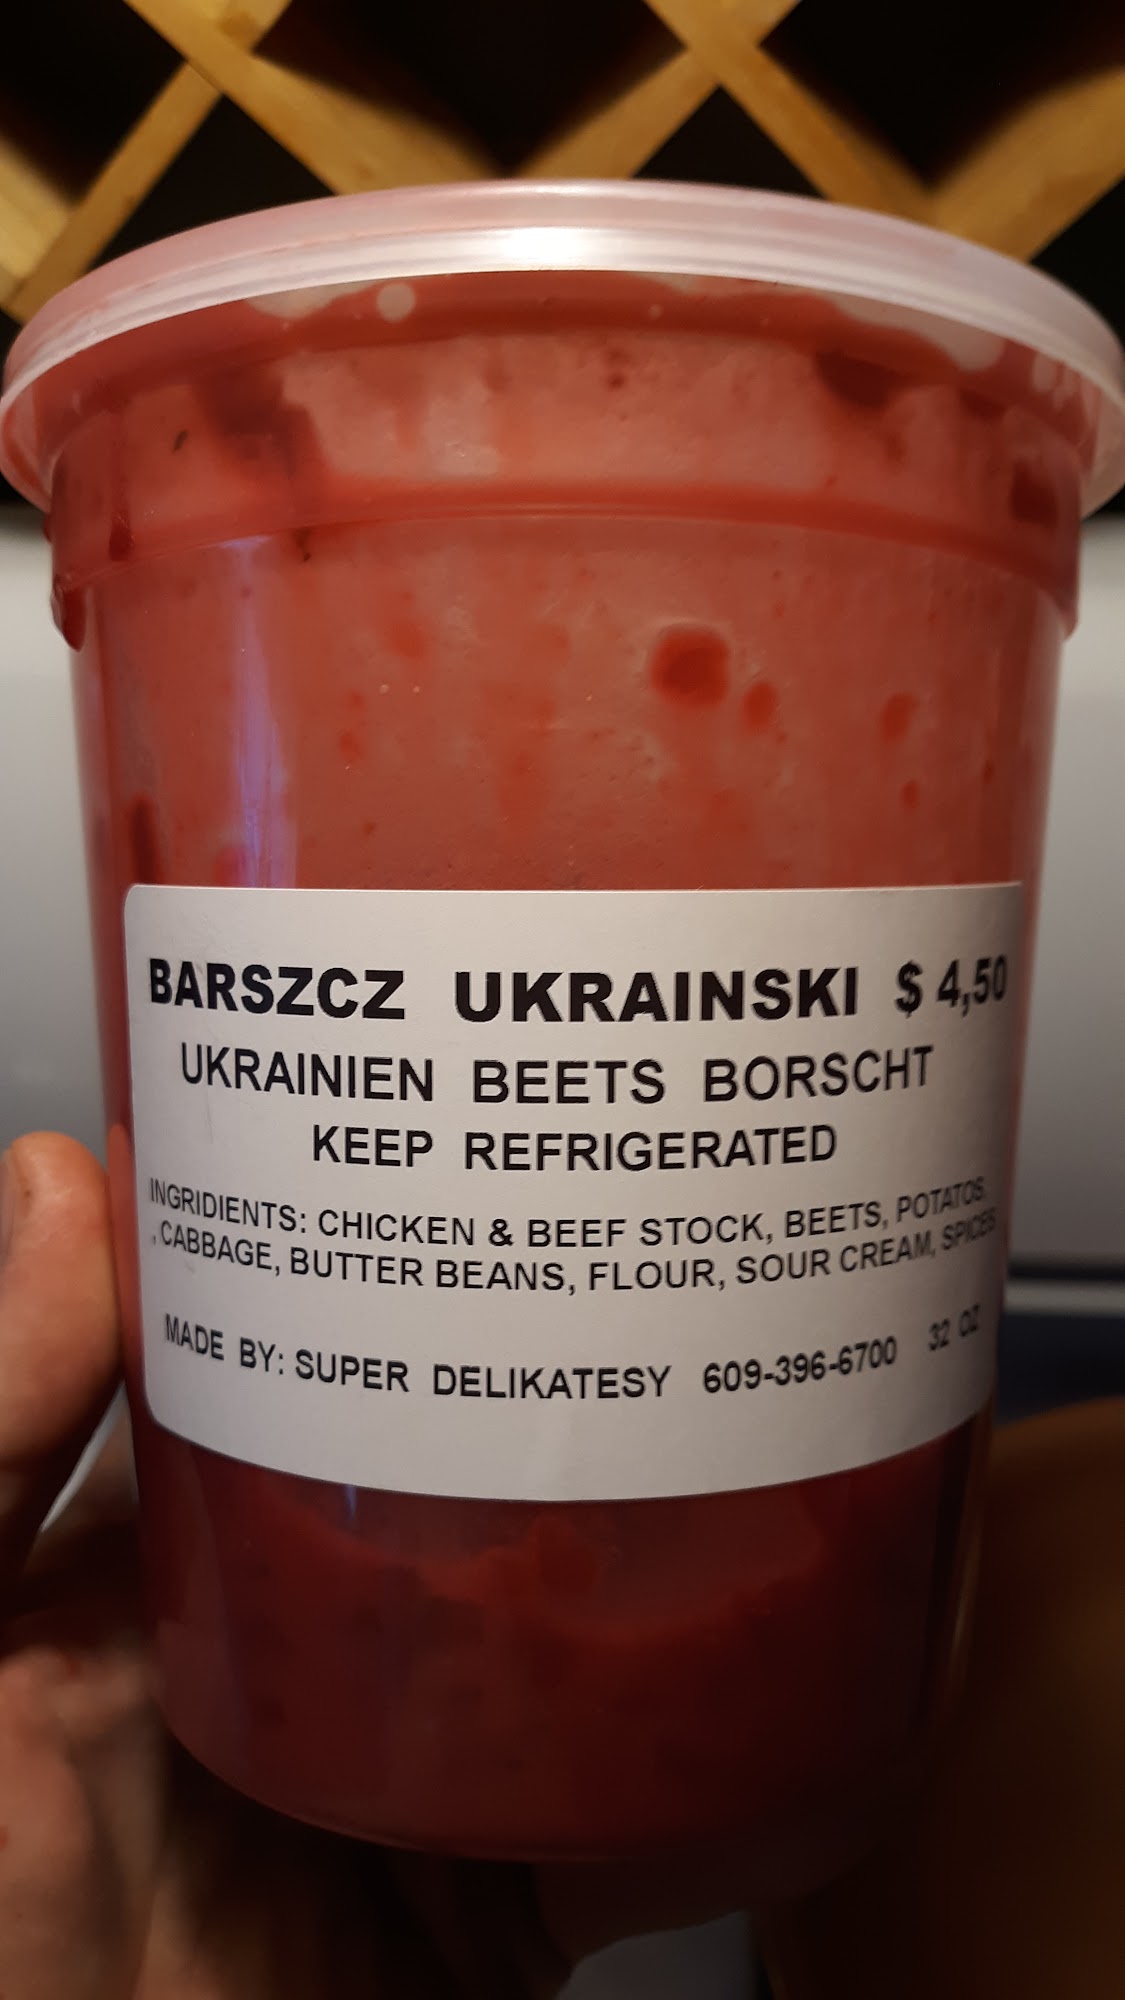 BARSZCZ UKRAINSKI $ 4,50
UKRAINIEN BEETS BORSCHT
KEEP REFRIGERATED
INGRIDIENTS: CHICKEN & BEEF STOCK, BEETS, POTATOS
, CABBAGE, BUTTER BEANS, FLOUR, SOUR CREAM, SPICES
MADE BY: SUPER DELIKATESY 609-396-6700 32 OZ